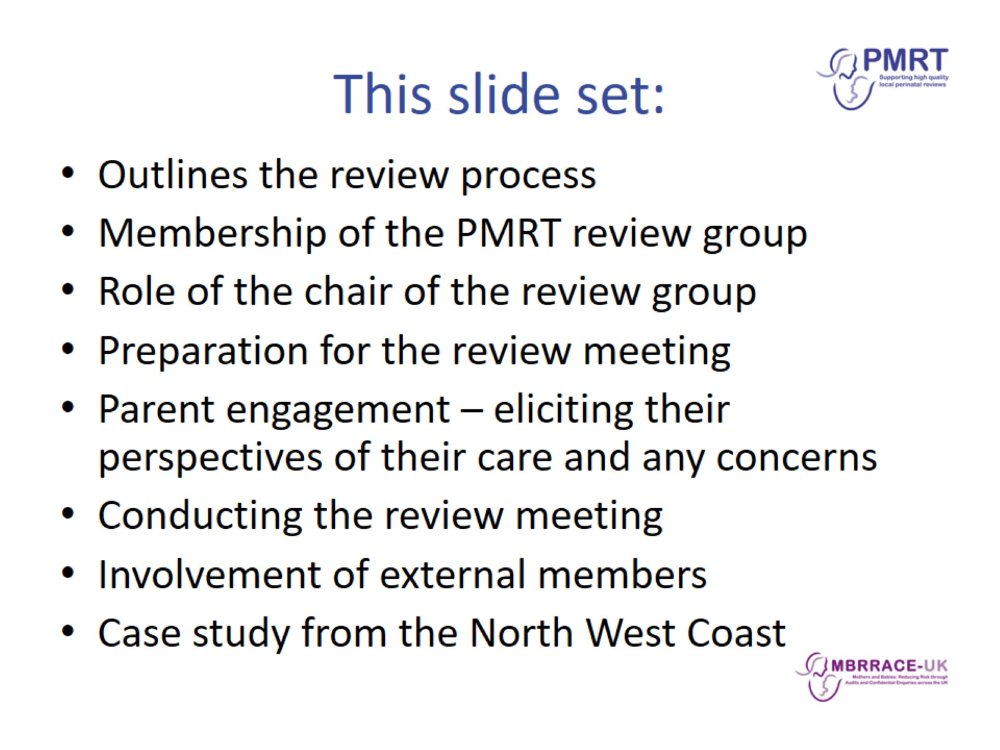 PMRT
Supporting high quality
local perinatal reviews
This slide set:
• Outlines the review process
• Membership of the PMRT review group
• Role of the chair of the review group
• Preparation for the review meeting
• Parent engagement – eliciting their
perspectives of their care and any concerns
• Conducting the review meeting
• Involvement of external members
• Case study from the North West Coast
MBRRACE-UK
Mothers and Babies: Reducing Risk through
Audits and Confidential Enquiries across the UK